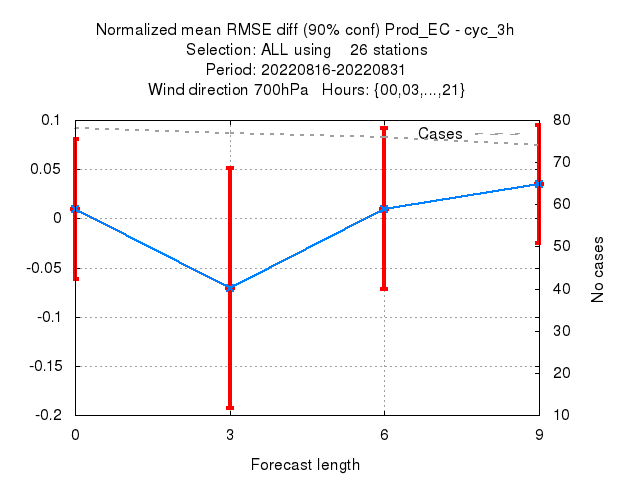 Normalized mean RMSE diff (90% conf) Prod_EC - cyc_3h
Selection: ALL using 26 stations
Period: 20220816-20220831
Wind direction 700hPa Hours: {00,03,...,21}
0.1
0.05
0
-0.05
-0.1
-0.15
-0.2
Cases
80
70
60
50
40
30
20
10
No cases
0 3 6 9
Forecast length